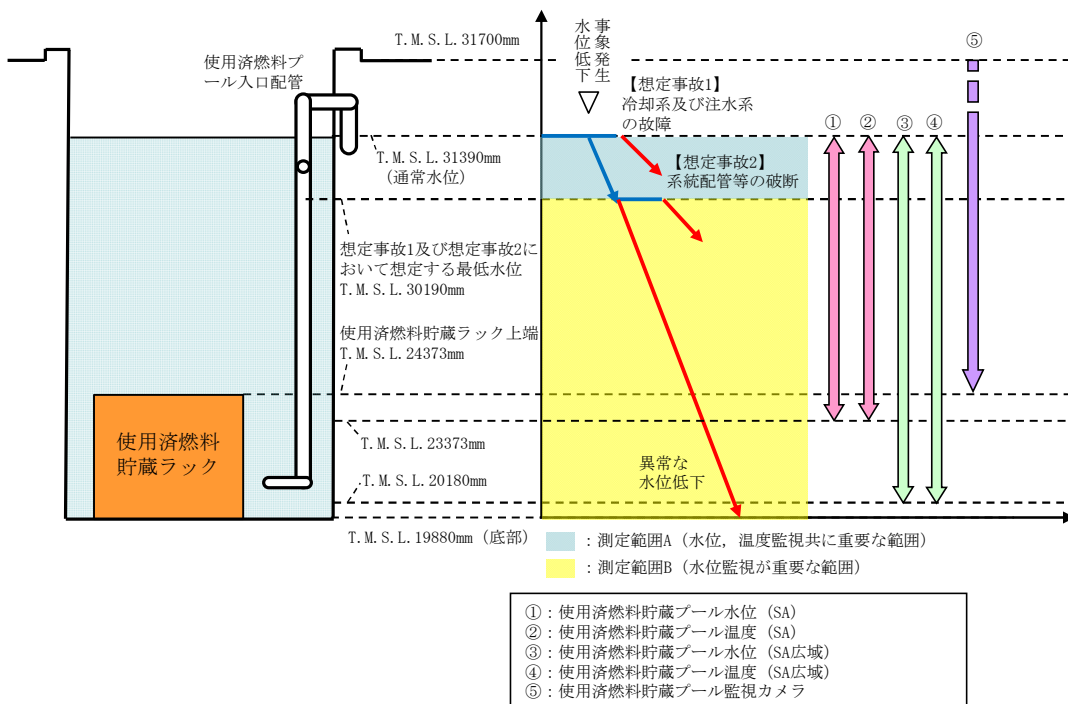 T.M.S.L.31700mm
使用済燃料プ
ール入口配管
T.M.S.L.31390mm
(通常水位)
想定事故1及び想定事故2に
おいて想定する最低水位
T.M.S.L.30190mm
使用済燃料貯蔵ラック上端
T.M.S.L.24373mm
T.M.S.L.23373mm
T.M.S.L.20180mm
T.M.S.L.19880mm (底部)
使用済燃料
貯蔵ラック
事象発生
水位低下
【想定事故1】
冷却系及び注水系
の故障
【想定事故2】
系統配管等の破断
異常な
水位低下
①
②
③
④
⑤
:測定範囲A(水位,温度監視共に重要な範囲)
:測定範囲B(水位監視が重要な範囲)
①:使用済燃料貯蔵プール水位(SA)
②:使用済燃料貯蔵プール温度(SA)
③:使用済燃料貯蔵プール水位(SA広域)
④:使用済燃料貯蔵プール温度(SA広域)
⑤:使用済燃料貯蔵プール監視カメラ